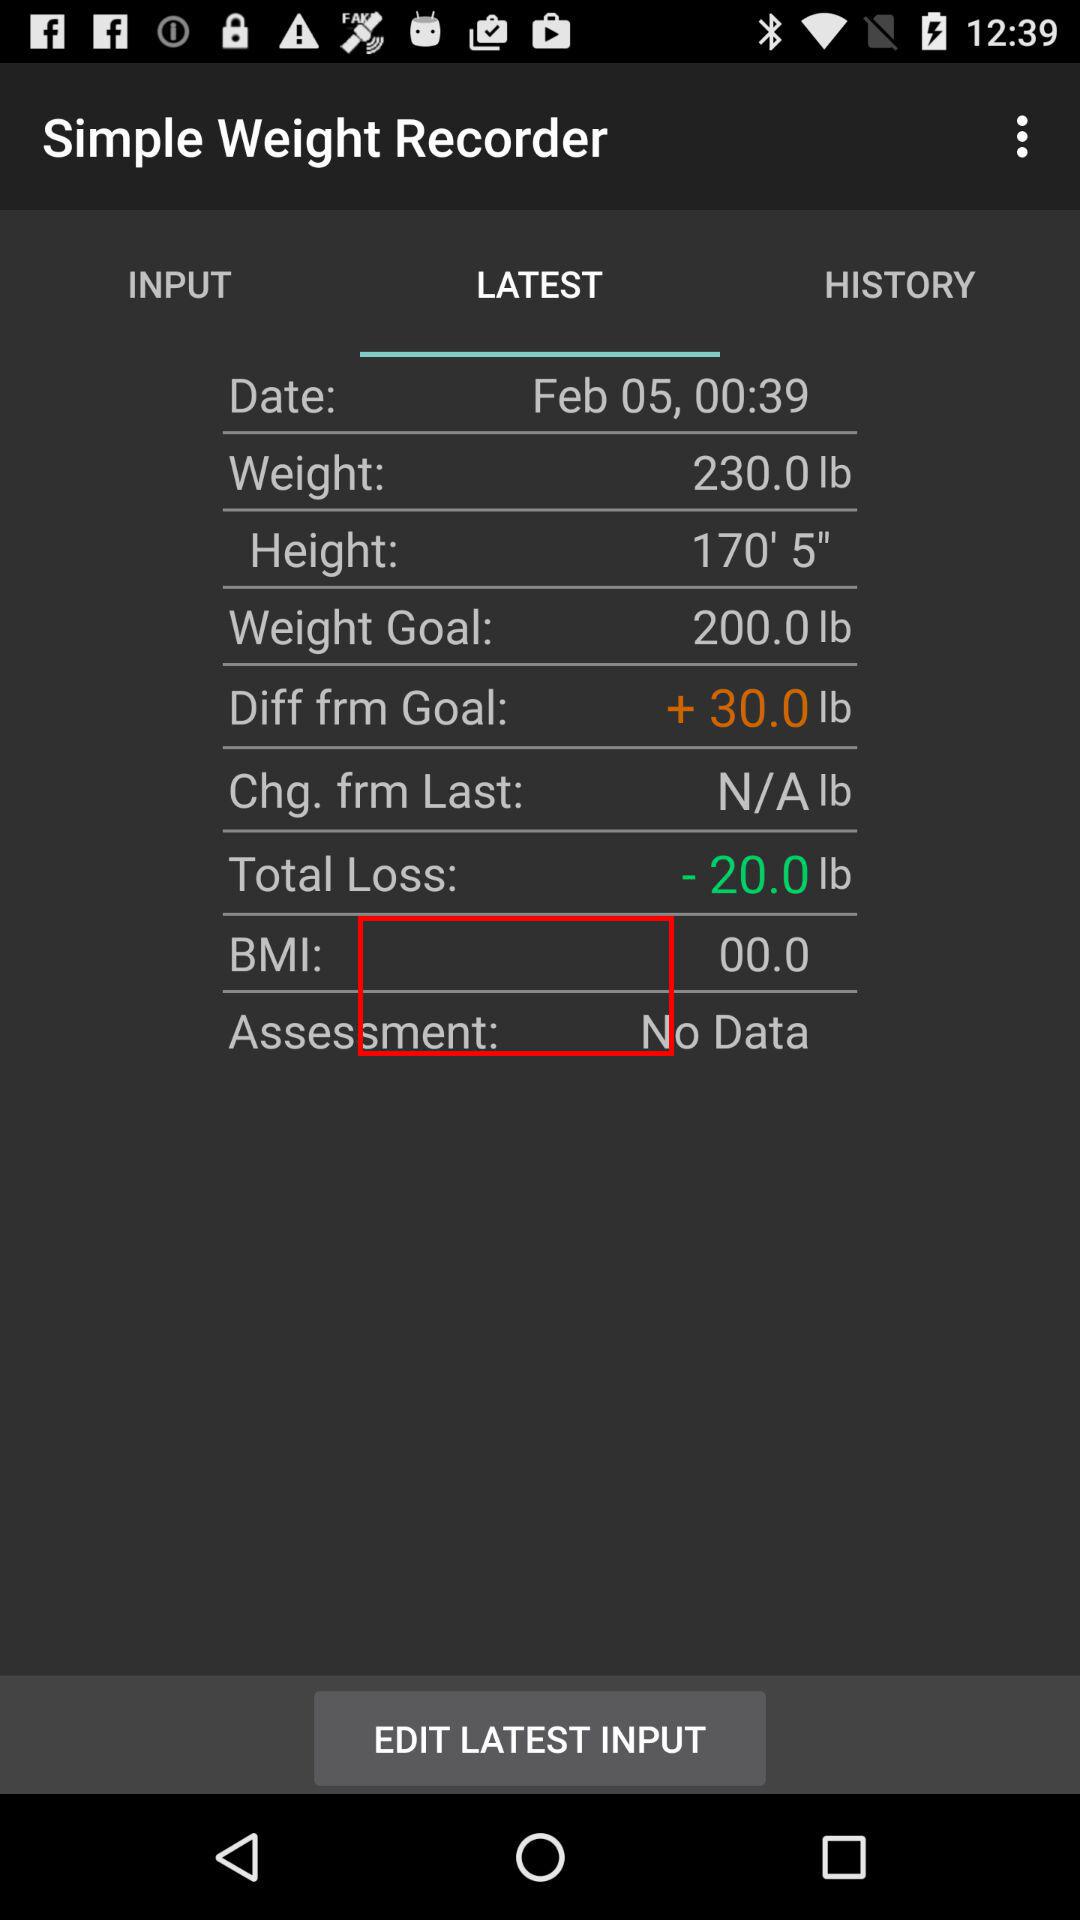 FAKE
12:39
Simple Weight Recorder
INPUT LATEST HISTORY
Date: Feb 05, 00:39
Weight: 230.0 lb
Height: 170' 5"
Weight Goal: 200.0 lb
Diff frm Goal: + 30.0 lb
Chg. frm Last: N/A lb
Total Loss: - 20.0 lb
BMI: 00.0
Assessment: No Data
EDIT LATEST INPUT